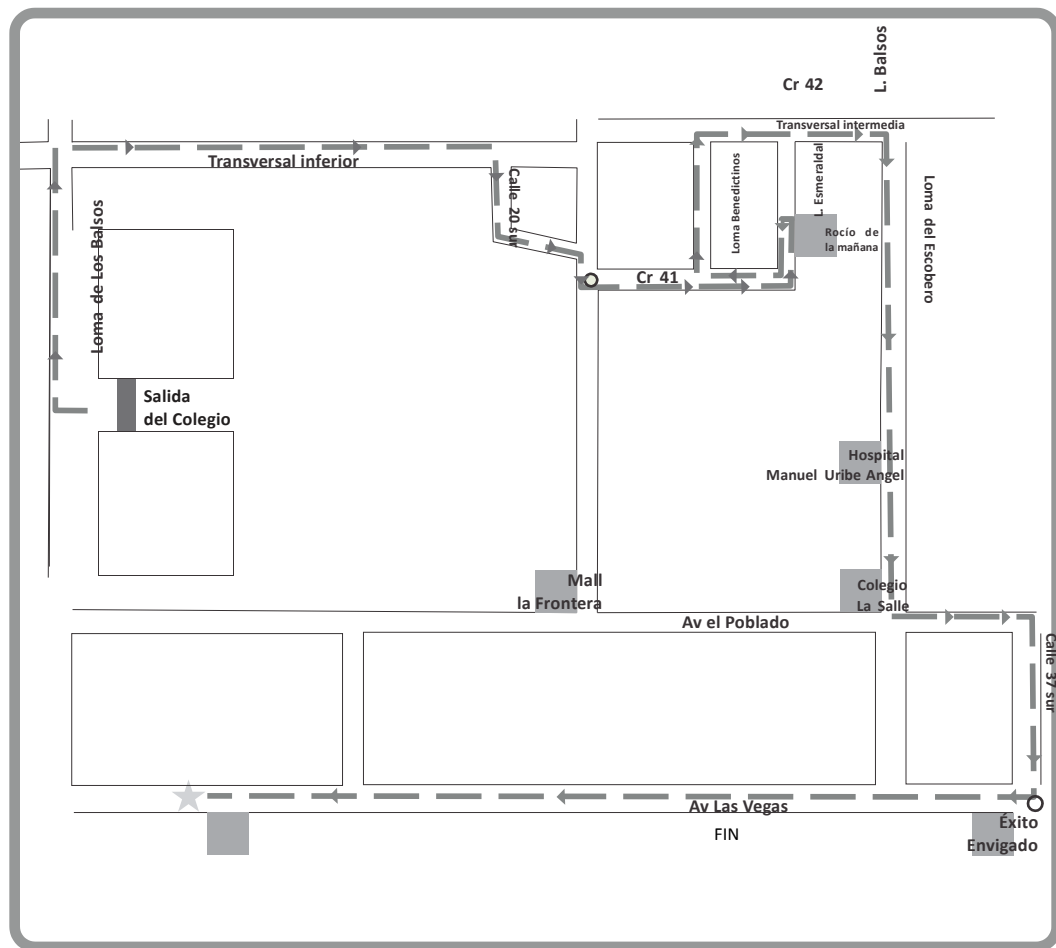 L. Balsos
Cr 42
Transversal intermedia
Transversal inferior
Calle 20 sur
Loma Benedictinos
L. Esmeraldal
Loma del Escobero
Rocío de
la mañana
Loma de Los Balsos
Cr 41
Salida
del Colegio
Hospital
Manuel Uribe Angel
Mall
la Frontera
Colegio
La Salle
Av el Poblado
Calle 37 sur
Av Las Vegas
Éxito
Envigado
FIN